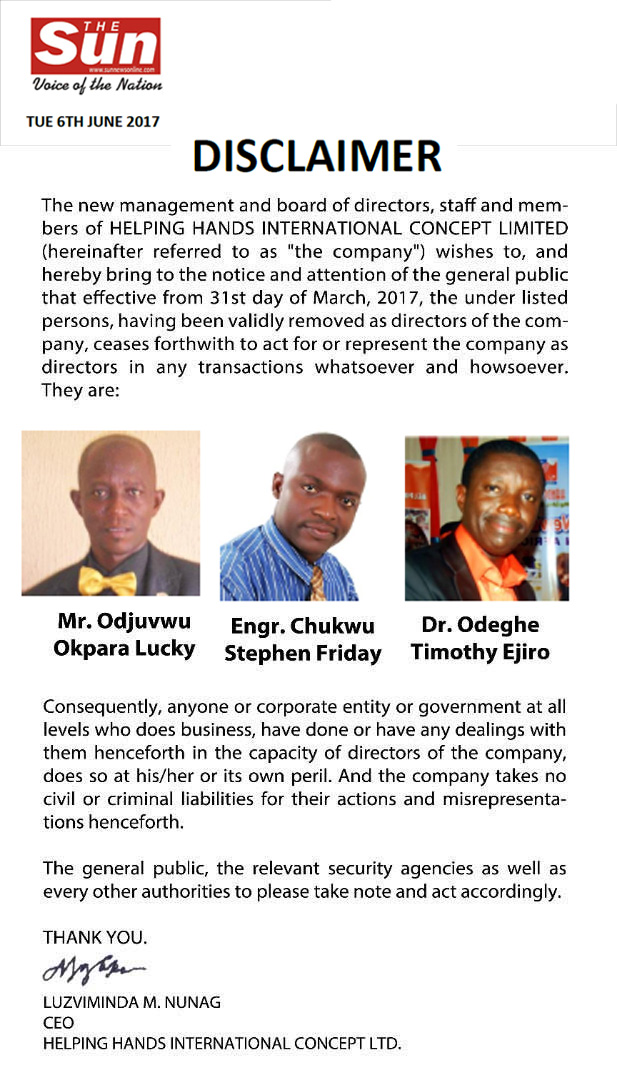 THE
Sun
www.sunnewsonline.com
Voice of the Nation
TUE 6TH JUNE 2017
DISCLAIMER
The new management and board of directors, staff and mem-
bers of HELPING HANDS INTERNATIONAL CONCEPT LIMITED
(hereinafter referred to as "the company") wishes to, and
hereby bring to the notice and attention of the general public
that effective from 31st day of March, 2017, the under listed
persons, having been validly removed as directors of the com-
pany, ceases forthwith to act for or represent the company as
directors in any transactions whatsoever and howsoever.
They are:
Mr. Odjuvwu
Okpara Lucky
Engr. Chukwu
Stephen Friday
Dr. Odeghe
Timothy Ejiro
Consequently, anyone or corporate entity or government at all
levels who does business, have done or have any dealings with
them henceforth in the capacity of directors of the company,
does so at his/her or its own peril. And the company takes no
civil or criminal liabilities for their actions and misrepresenta-
tions henceforth.
The general public, the relevant security agencies as well as
every other authorities to please take note and act accordingly.
THANK YOU.
LUZVIMINDA M. NUNAG
CEO
HELPING HANDS INTERNATIONAL CONCEPT LTD.